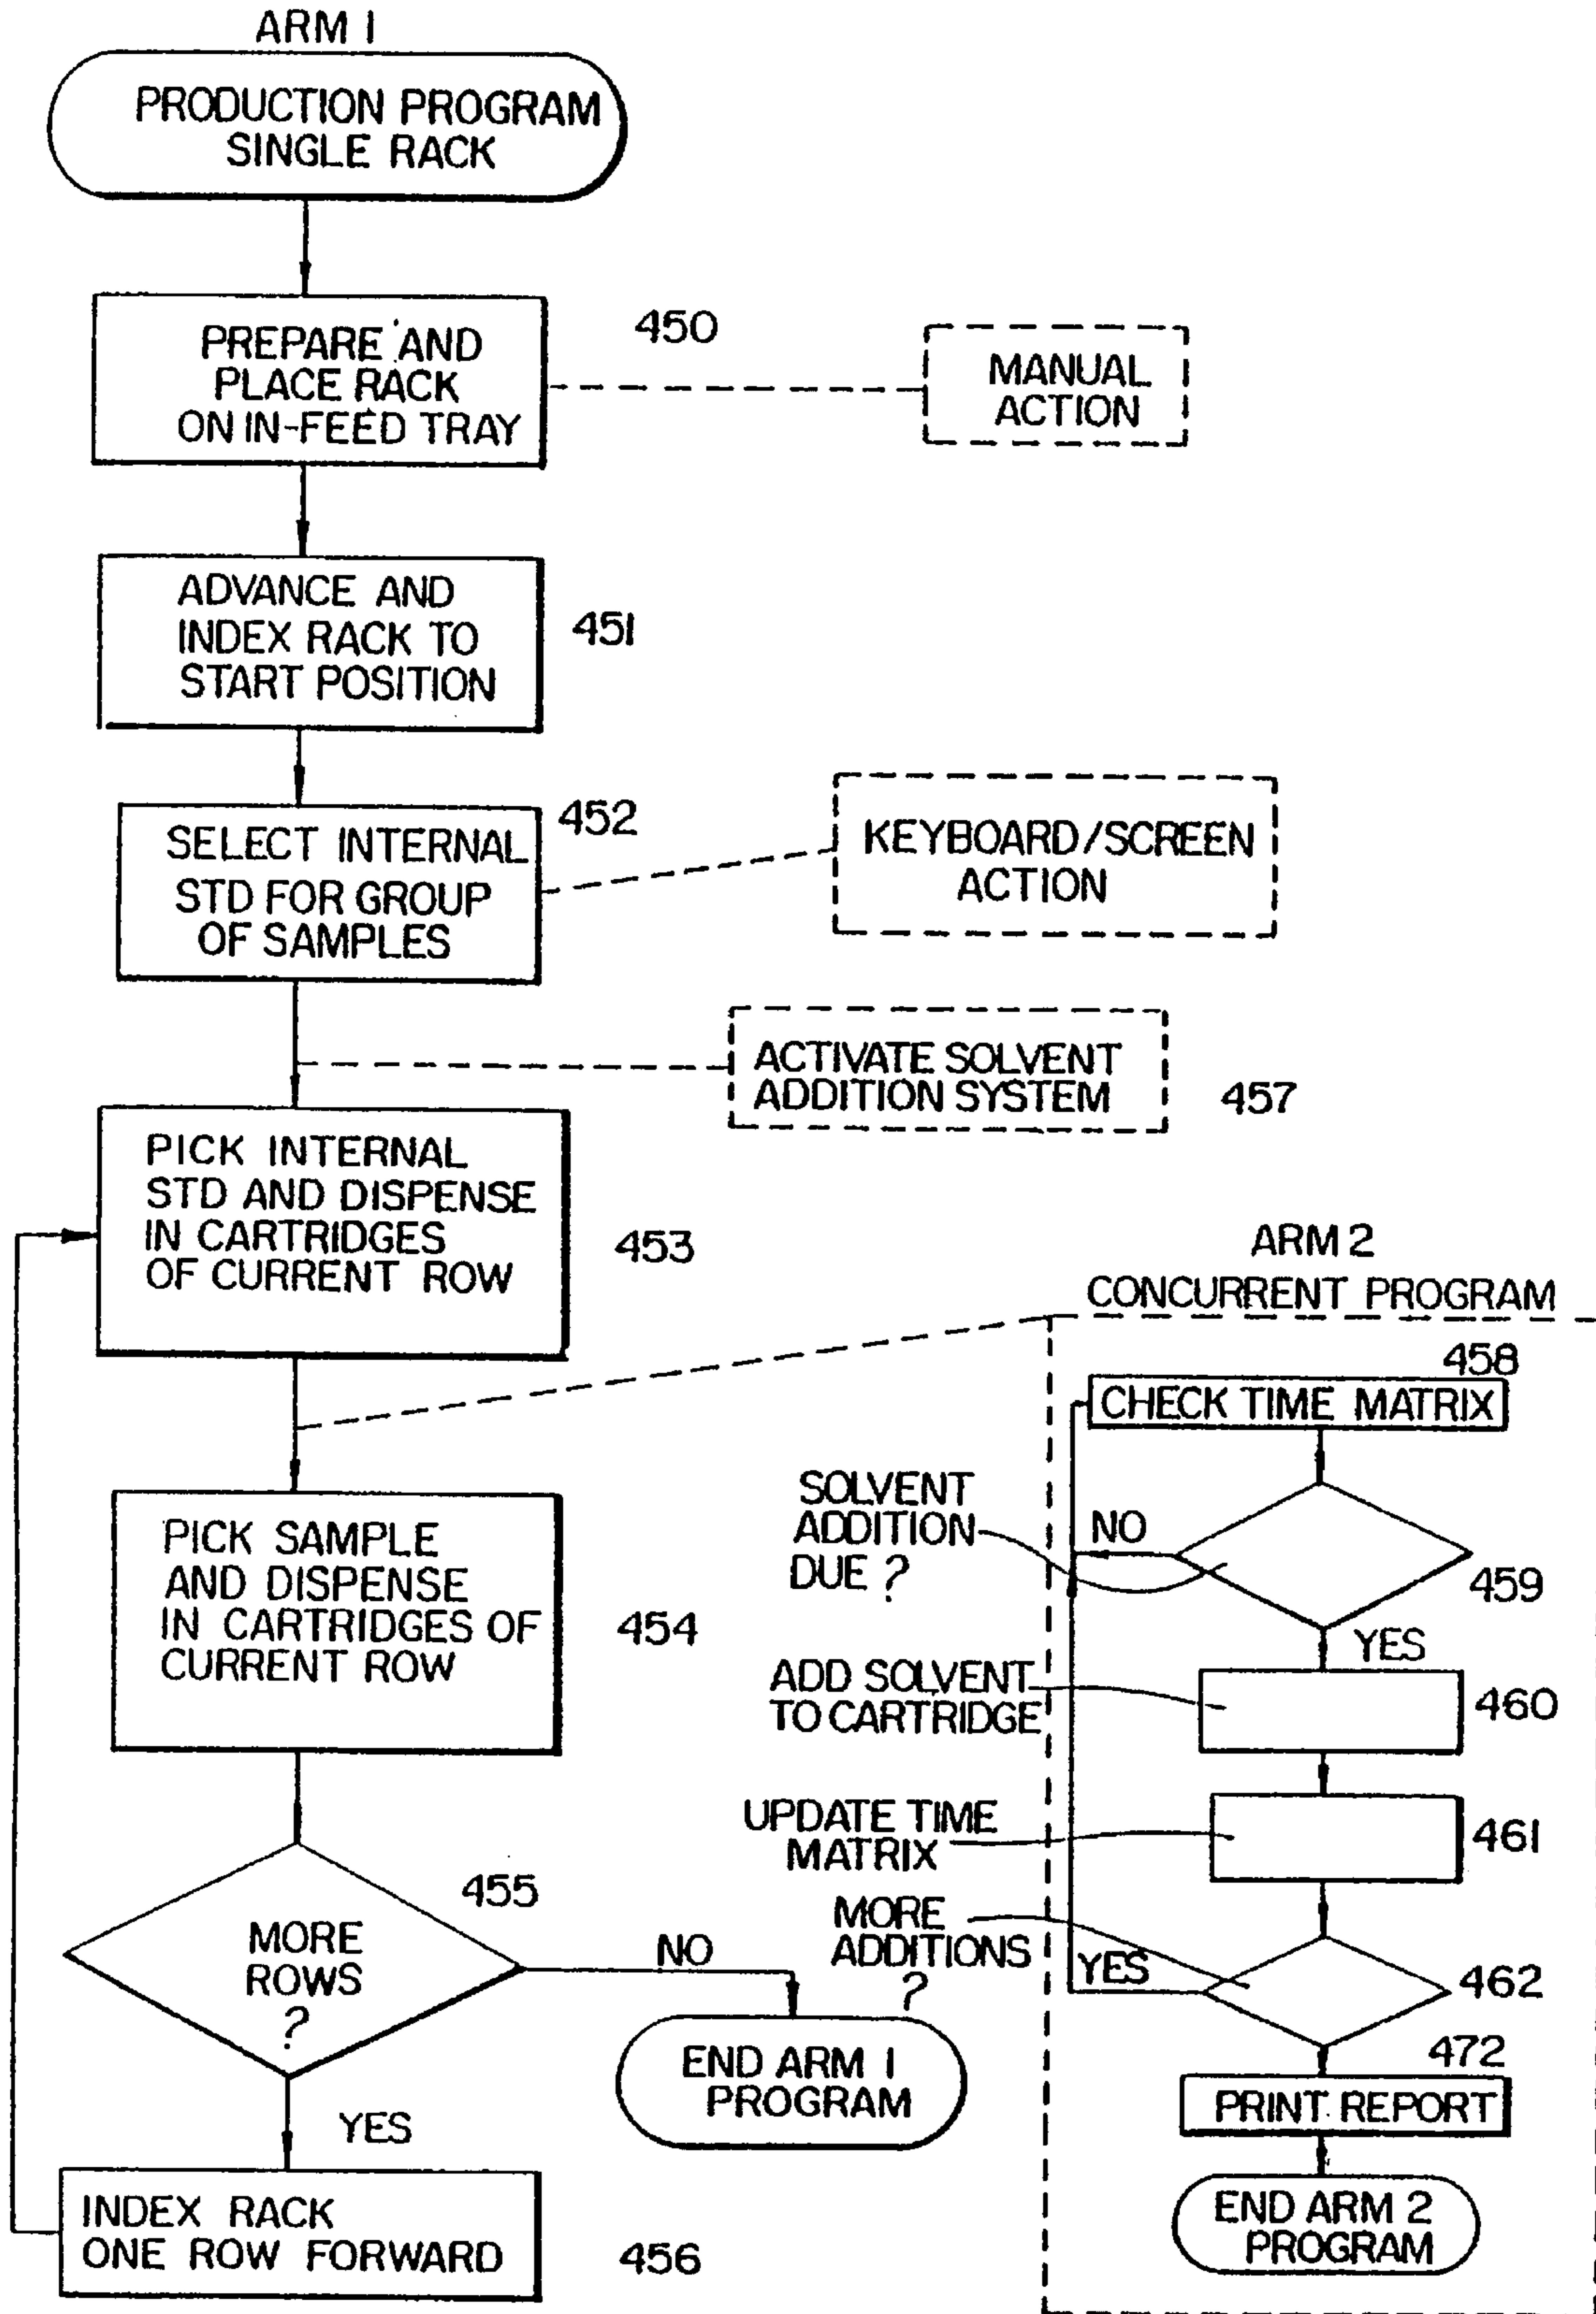 ARM 1
PRODUCTION PROGRAM
SINGLE RACK
PREPARE AND
PLACE RACK
ON IN-FEED TRAY
450
MANUAL
ACTION
ADVANCE AND
INDEX RACK TO
START POSITION
451
SELECT INTERNAL
STD FOR GROUP
OF SAMPLES
452
KEYBOARD/SCREEN
ACTION
ACTIVATE SOLVENT
ADDITION SYSTEM
457
PICK INTERNAL
STD AND DISPENSE
IN CARTRIDGES
OF CURRENT ROW
453
PICK SAMPLE
AND DISPENSE
IN CARTRIDGES OF
CURRENT ROW
454
MORE
ROWS
?
455
NO
END ARM 1
PROGRAM
YES
INDEX RACK
ONE ROW FORWARD
456
ARM 2
CONCURRENT PROGRAM
458
CHECK TIME MATRIX
SOLVENT
ADDITION
DUE ?
NO
459
YES
ADD SOLVENT
TO CARTRIDGE
460
UPDATE TIME
MATRIX
461
MORE
ADDITIONS
?
YES
462
472
PRINT REPORT
END ARM 2
PROGRAM